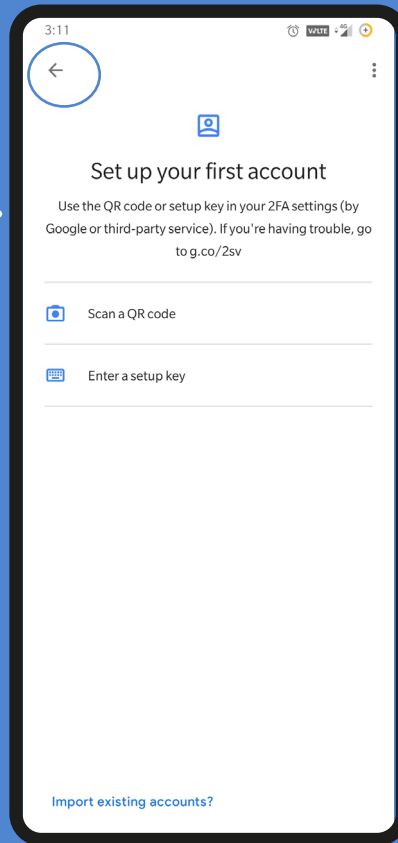 3:11
VoLTE 4G
Set up your first account
Use the QR code or setup key in your 2FA settings (by
Google or third-party service). If you're having trouble, go
to g.co/2sv
Scan a QR code
Enter a setup key
Import existing accounts?